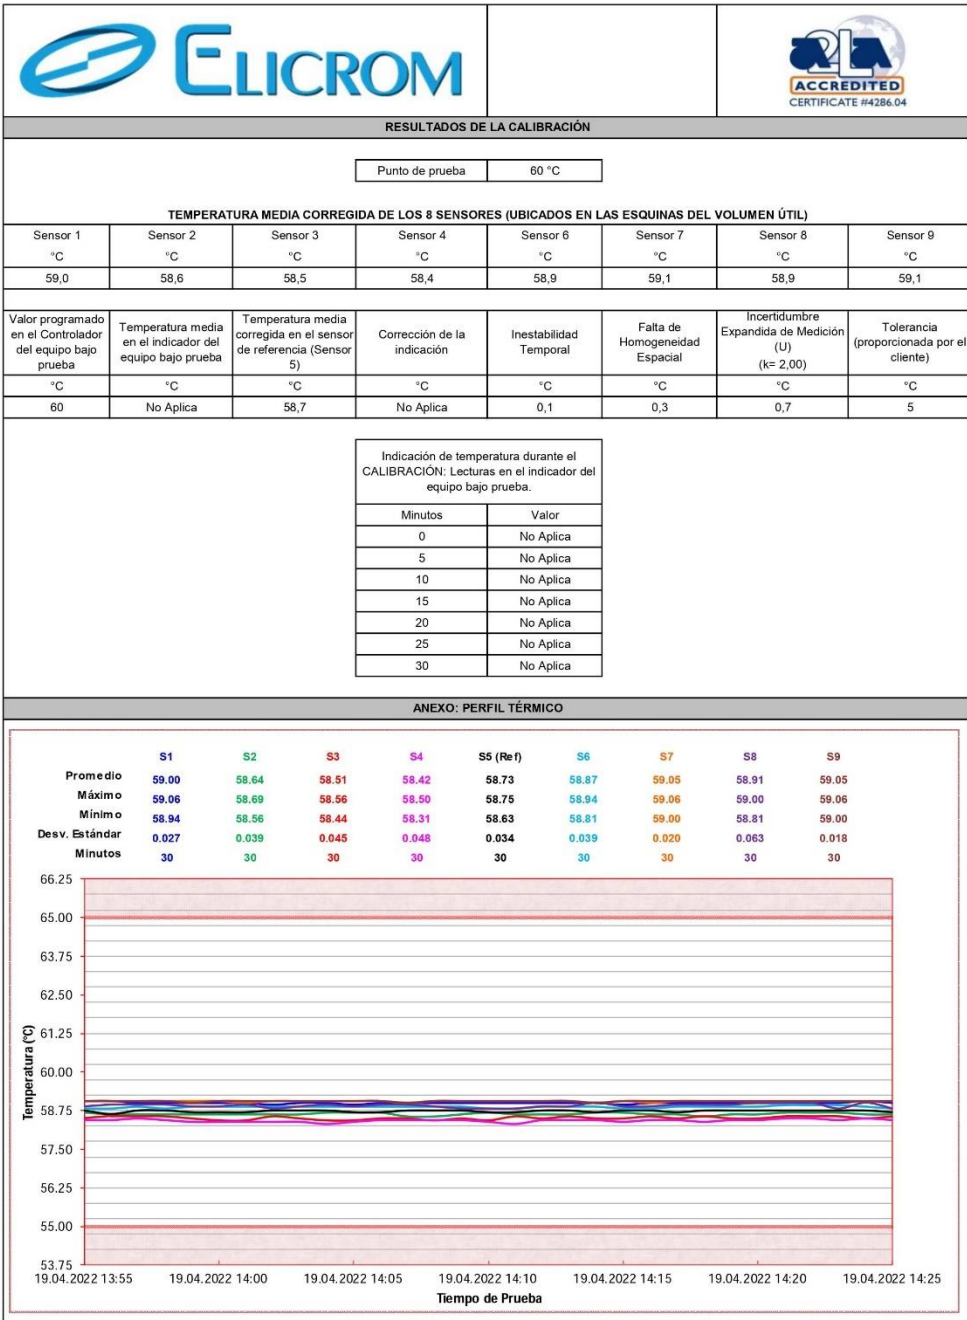 ELICROM
A2LA
ACCREDITED
CERTIFICATE #4286.04
RESULTADOS DE LA CALIBRACIÓN
Punto de prueba 60 °C
TEMPERATURA MEDIA CORREGIDA DE LOS 8 SENSORES (UBICADOS EN LAS ESQUINAS DEL VOLUMEN ÚTIL)
Sensor 1 Sensor 2 Sensor 3 Sensor 4 Sensor 6 Sensor 7 Sensor 8 Sensor 9
°C °C °C °C °C °C °C °C
59,0 58,6 58,5 58,4 58,9 59,1 58,9 59,1
Valor programado
en el Controlador
del equipo bajo
prueba
Temperatura media
en el indicador del
equipo bajo prueba
Temperatura media
corregida en el sensor
de referencia (Sensor
5)
Corrección de la
indicación
Inestabilidad
Temporal
Falta de
Homogeneidad
Espacial
Incertidumbre
Expandida de Medición
(U)
(k= 2,00)
Tolerancia
(proporcionada por el
cliente)
°C °C °C °C °C °C °C °C
60 No Aplica 58,7 No Aplica 0,1 0,3 0,7 5
Indicación de temperatura durante el
CALIBRACIÓN: Lecturas en el indicador del
equipo bajo prueba.
Minutos Valor
0 No Aplica
5 No Aplica
10 No Aplica
15 No Aplica
20 No Aplica
25 No Aplica
30 No Aplica
ANEXO: PERFIL TÉRMICO
S1 S2 S3 S4 S5 (Ref) S6 S7 S8 S9
Promedio 59.00 58.64 58.51 58.42 58.73 58.87 59.05 58.91 59.05
Máximo 59.06 58.69 58.56 58.50 58.75 58.94 59.06 59.00 59.06
Mínimo 58.94 58.56 58.44 58.31 58.63 58.81 59.00 58.81 59.00
Desv. Estándar 0.027 0.039 0.045 0.048 0.034 0.039 0.020 0.063 0.018
Minutos 30 30 30 30 30 30 30 30 30
66.25
65.00
63.75
62.50
61.25
60.00
58.75
57.50
56.25
55.00
53.75
Temperatura (°C)
19.04.2022 13:55 19.04.2022 14:00 19.04.2022 14:05 19.04.2022 14:10 19.04.2022 14:15 19.04.2022 14:20 19.04.2022 14:25
Tiempo de Prueba